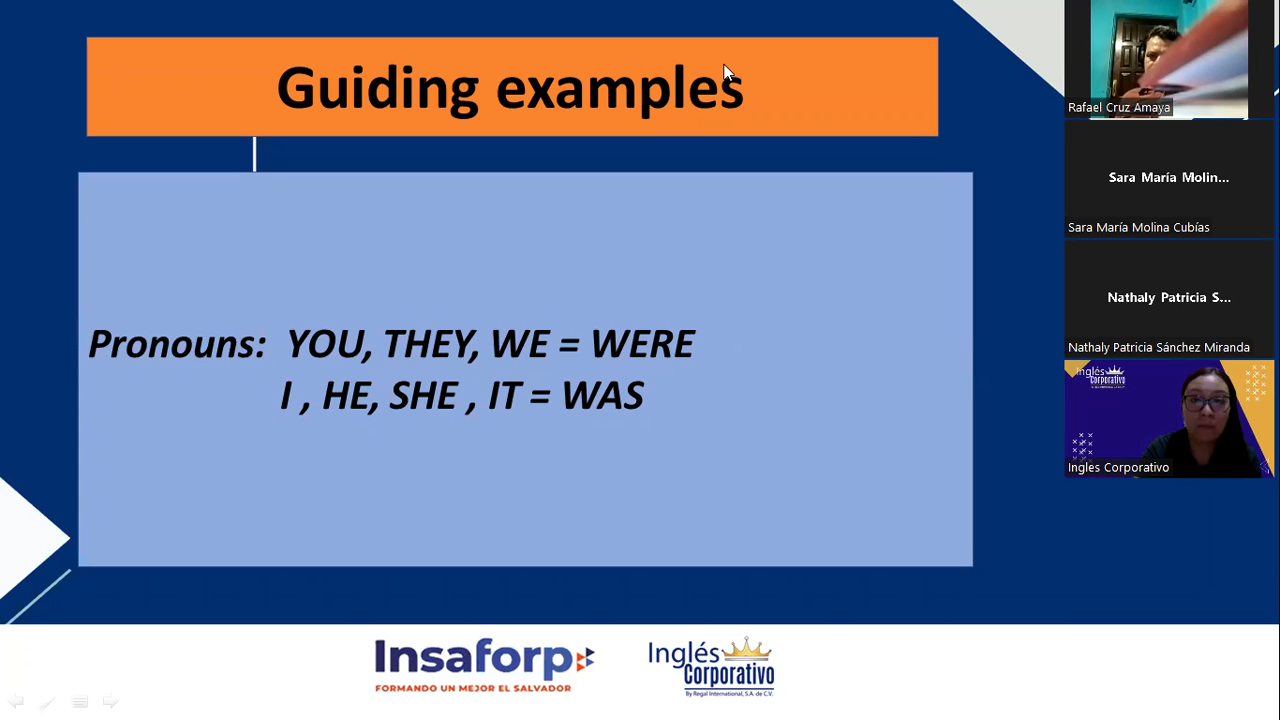 Guiding examples
Pronouns: YOU, THEY, WE = WERE
I , HE, SHE , IT = WAS
Insaforp
FORMANDO UN MEJOR EL SALVADOR
Inglés
Corporativo
By Regal International, S.A. de C.V.
Rafael Cruz Amaya
Sara María Molin...
Sara María Molina Cubías
Nathaly Patricia S...
Nathaly Patricia Sánchez Miranda
Inglés
Corporativo
Ingles Corporativo